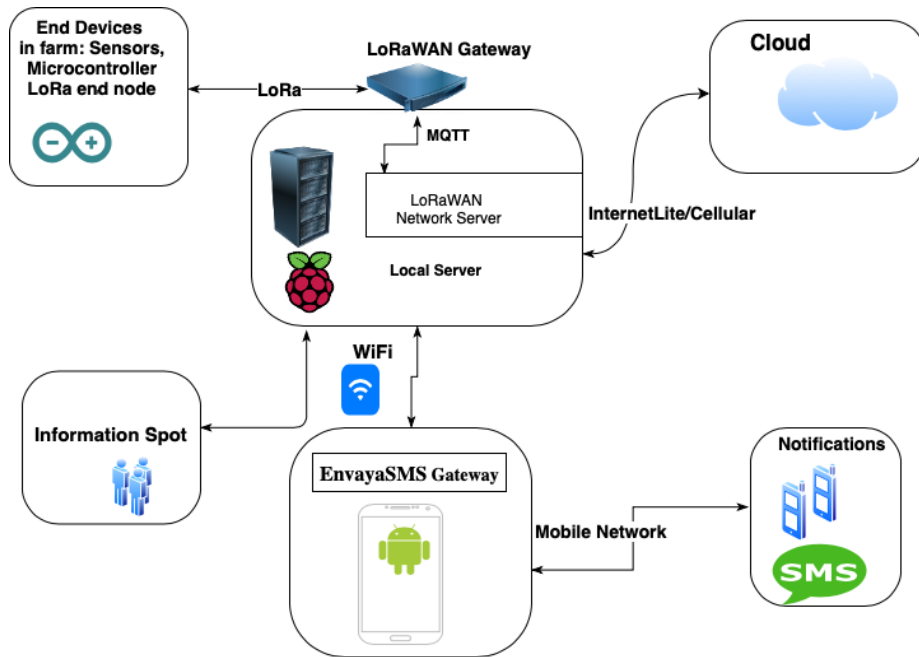 End Devices
in farm: Sensors,
Microcontroller
LoRa end node
LoRa
LoRaWAN Gateway
MQTT
LoRaWAN
Network Server
Local Server
Cloud
InternetLite/Cellular
WiFi
Information Spot
EnvayaSMS Gateway
Mobile Network
Notifications
SMS